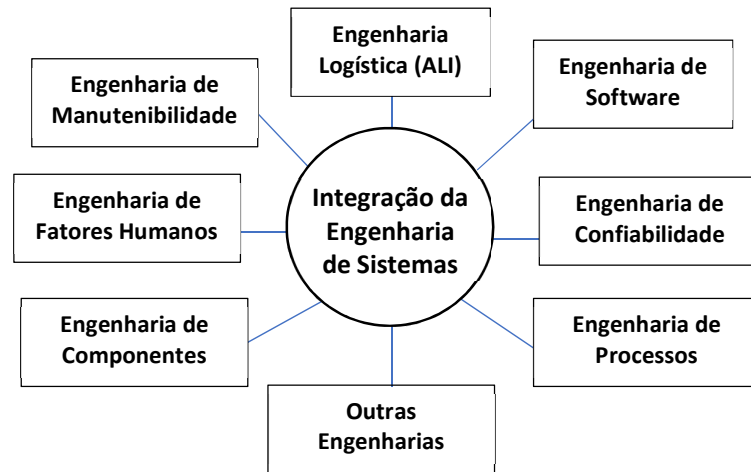 Engenharia
Logística (ALI)
Engenharia de
Manutenibilidade
Engenharia de
Software
Engenharia de
Fatores Humanos
Integração da
Engenharia
de Sistemas
Engenharia de
Confiabilidade
Engenharia de
Componentes
Engenharia de
Processos
Outras
Engenharias